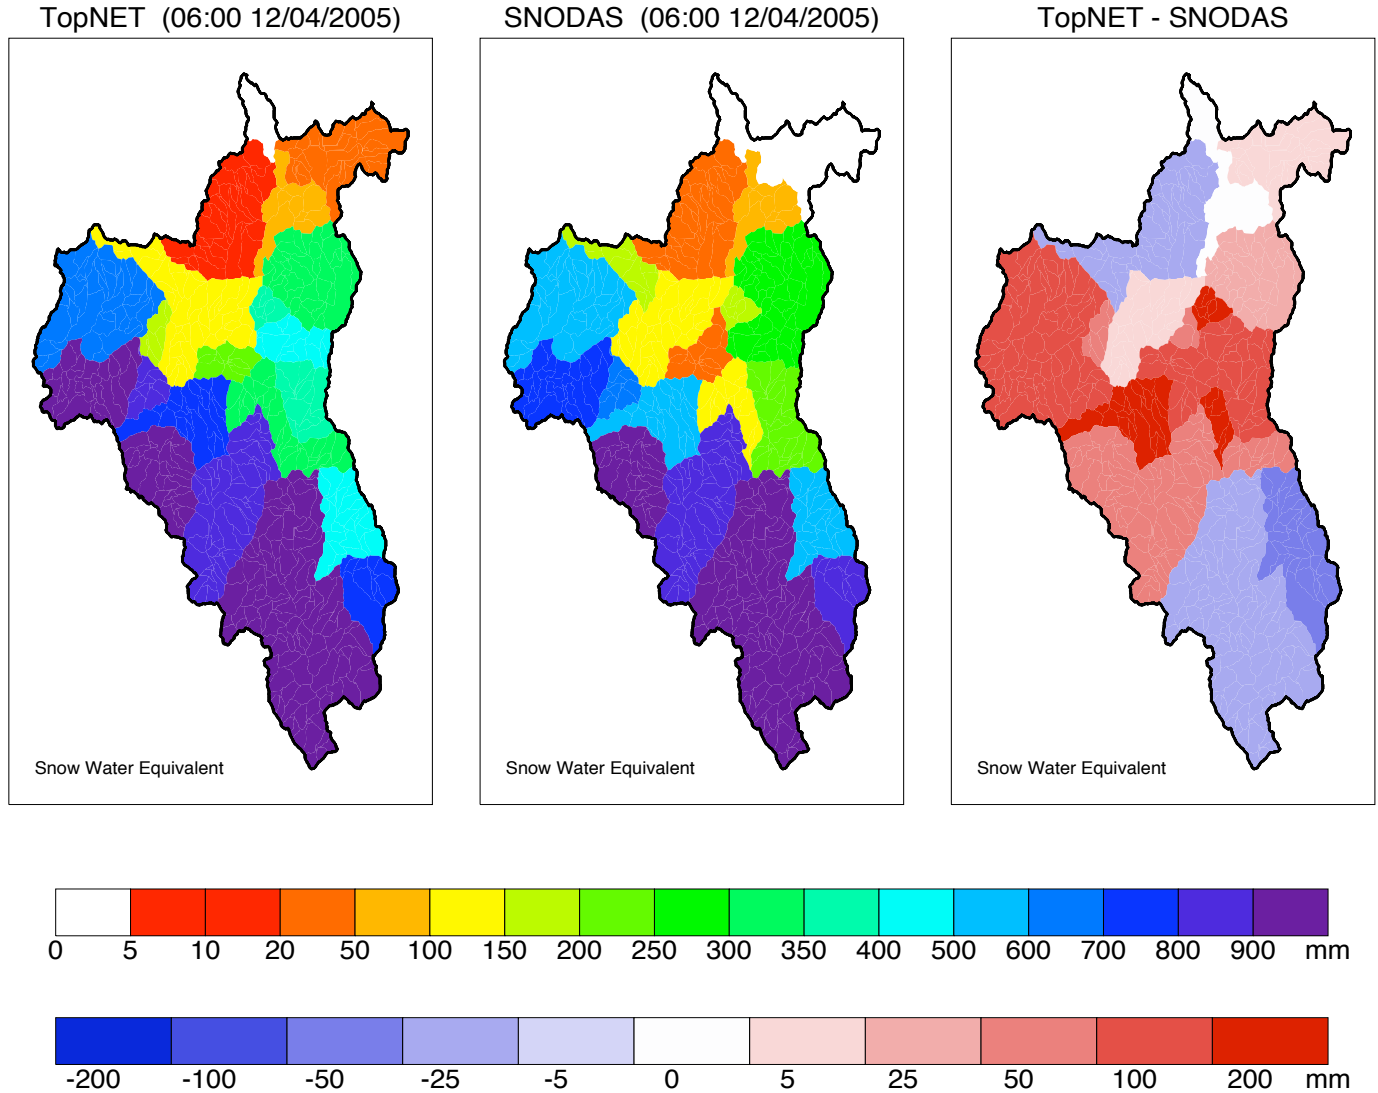 TopNET (06:00 12/04/2005)
SNODAS (06:00 12/04/2005)
TopNET - SNODAS
Snow Water Equivalent
Snow Water Equivalent
Snow Water Equivalent
0 5 10 20 50 100 150 200 250 300 350 400 500 600 700 800 900 mm
-200 -100 -50 -25 -5 0 5 25 50 100 200 mm